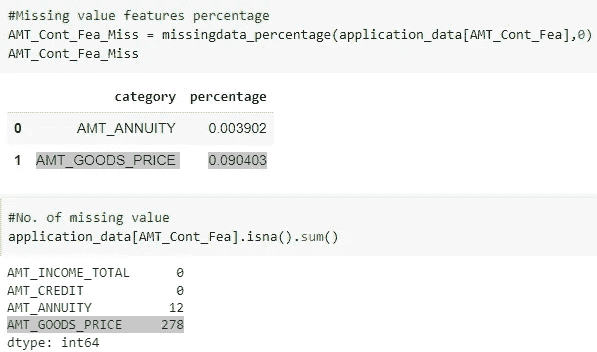 #Missing value features percentage
AMT_Cont_Fea_Miss = missingdata_percentage(application_data[AMT_Cont_Fea],0)
AMT_Cont_Fea_Miss
category percentage
0 AMT_ANNUITY 0.003902
1 AMT_GOODS_PRICE 0.090403
#No. of missing value
application_data[AMT_Cont_Fea].isna().sum()
AMT_INCOME_TOTAL 0
AMT_CREDIT 0
AMT_ANNUITY 12
AMT_GOODS_PRICE 278
dtype: int64